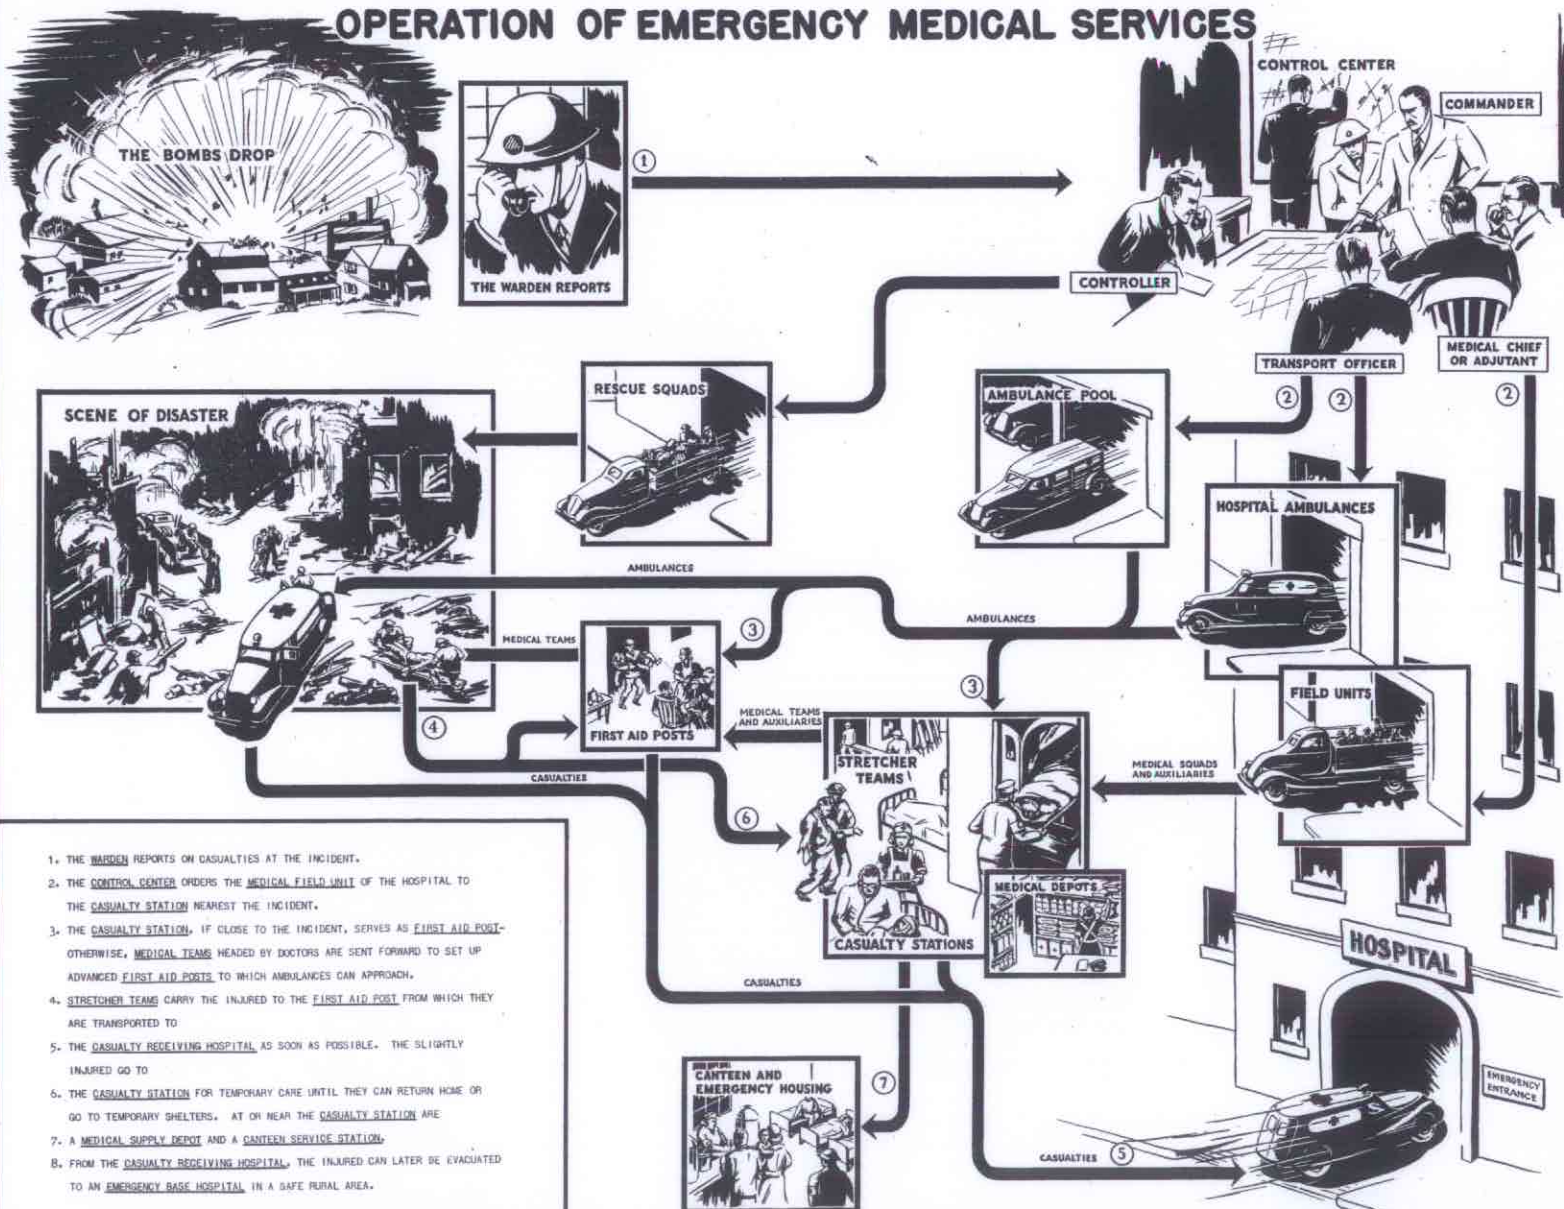 OPERATION OF EMERGENCY MEDICAL SERVICES
THE BOMBS DROP
THE WARDEN REPORTS
1
CONTROL CENTER
COMMANDER
CONTROLLER
TRANSPORT OFFICER
MEDICAL CHIEF
OR ADJUTANT
2
2
2
SCENE OF DISASTER
RESCUE SQUADS
AMBULANCE POOL
HOSPITAL AMBULANCES
AMBULANCES
AMBULANCES
MEDICAL TEAMS
3
3
FIRST AID POSTS
MEDICAL TEAMS
AND AUXILIARIES
FIELD UNITS
4
STRETCHER
TEAMS
MEDICAL SQUADS
AND AUXILIARIES
CASUALTIES
6
MEDICAL DEPOTS
CASUALTY STATIONS
HOSPITAL
CASUALTIES
CANTEEN AND
EMERGENCY HOUSING
7
EMERGENCY
ENTRANCE
CASUALTIES
5
1. THE WARDEN REPORTS ON CASUALTIES AT THE INCIDENT.
2. THE CONTROL CENTER ORDERS THE MEDICAL FIELD UNIT OF THE HOSPITAL TO
THE CASUALTY STATION NEAREST THE INCIDENT.
3. THE CASUALTY STATION, IF CLOSE TO THE INCIDENT, SERVES AS FIRST AID POST-
OTHERWISE, MEDICAL TEAMS HEADED BY DOCTORS ARE SENT FORWARD TO SET UP
ADVANCED FIRST AID POSTS TO WHICH AMBULANCES CAN APPROACH.
4. STRETCHER TEAMS CARRY THE INJURED TO THE FIRST AID POST FROM WHICH THEY
ARE TRANSPORTED TO
5. THE CASUALTY RECEIVING HOSPITAL AS SOON AS POSSIBLE. THE SLIGHTLY
INJURED GO TO
6. THE CASUALTY STATION FOR TEMPORARY CARE UNTIL THEY CAN RETURN HOME OR
GO TO TEMPORARY SHELTERS. AT OR NEAR THE CASUALTY STATION ARE
7. A MEDICAL SUPPLY DEPOT AND A CANTEEN SERVICE STATION.
8. FROM THE CASUALTY RECEIVING HOSPITAL, THE INJURED CAN LATER BE EVACUATED
TO AN EMERGENCY BASE HOSPITAL IN A SAFE RURAL AREA.